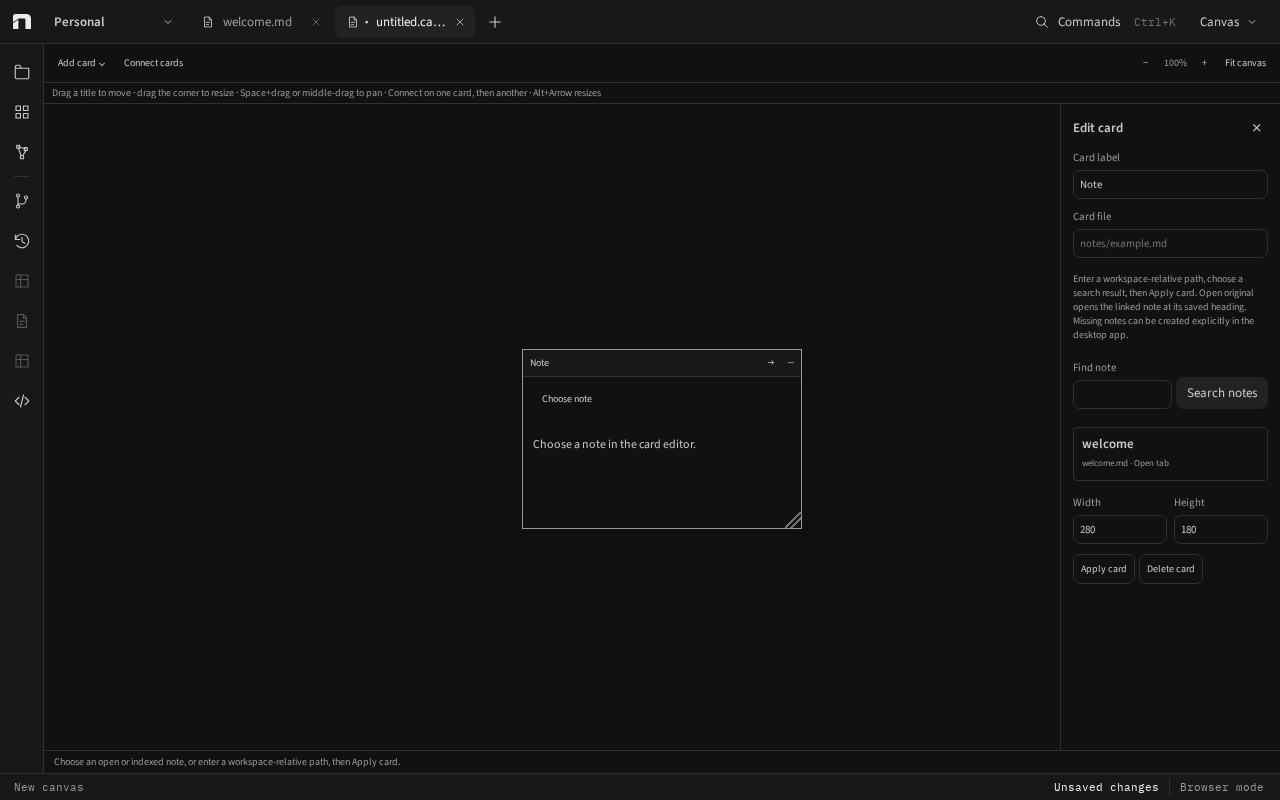 Personal
welcome.md
• untitled.ca…
Commands Ctrl+K
Canvas
Add card
Connect cards
− 100% +
Fit canvas
Drag a title to move · drag the corner to resize · Space+drag or middle-drag to pan · Connect on one card, then another · Alt+Arrow resizes
Note
Choose note
Choose a note in the card editor.
Edit card
Card label
Note
Card file
notes/example.md
Enter a workspace-relative path, choose a
search result, then Apply card. Open original
opens the linked note at its saved heading.
Missing notes can be created explicitly in the
desktop app.
Find note
Search notes
welcome
welcome.md · Open tab
Width Height
280 180
Apply card Delete card
Choose an open or indexed note, or enter a workspace-relative path, then Apply card.
New canvas
Unsaved changes
Browser mode